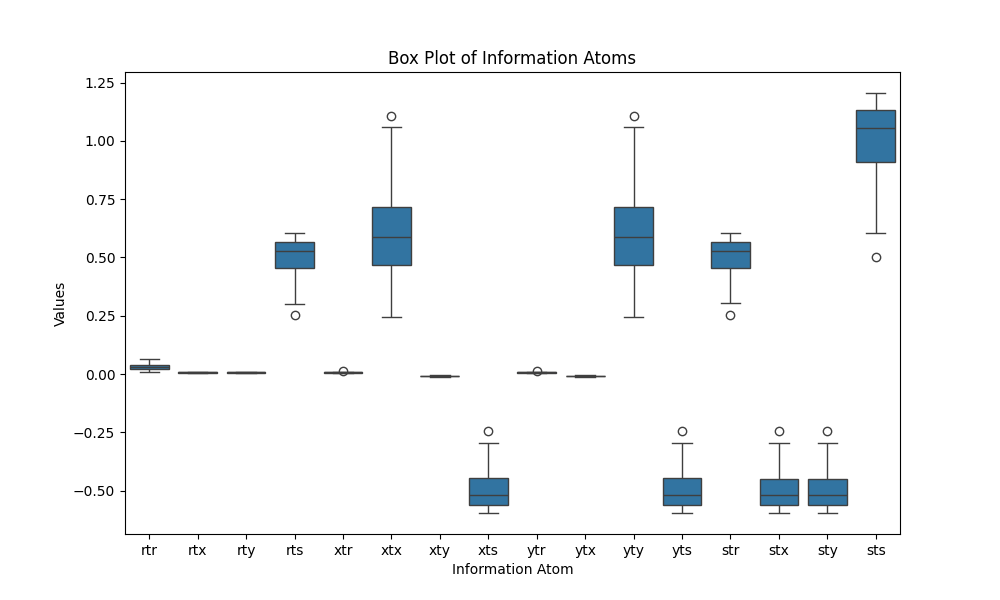 Box Plot of Information Atoms
1.25
1.00
0.75
0.50
0.25
0.00
−0.25
−0.50
Values
rtr rtx rty rts xtr xtx xty xts ytr ytx yty yts str stx sty sts
Information Atom